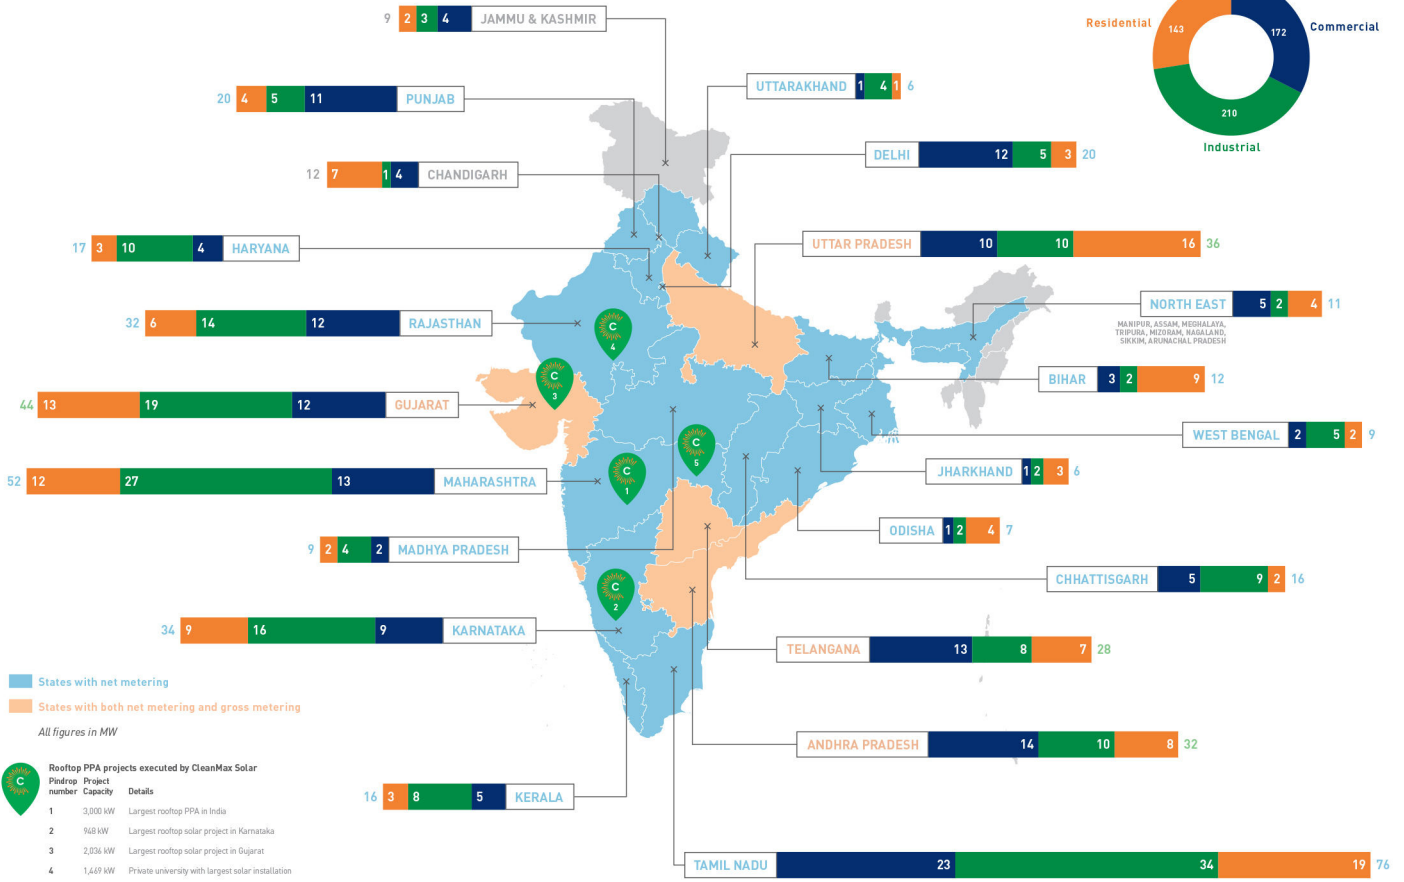 9 2 3 4 JAMMU & KASHMIR
Residential 143 172 Commercial
210
Industrial
20 4 5 11 PUNJAB
UTTARAKHAND 1 4 1 6
DELHI 12 5 3 20
12 7 1 4 CHANDIGARH
17 3 10 4 HARYANA
UTTAR PRADESH 10 10 16 36
NORTH EAST 5 2 4 11
MANIPUR, ASSAM, MEGHALAYA,
TRIPURA, MIZORAM, NAGALAND,
SIKKIM, ARUNACHAL PRADESH
32 6 14 12 RAJASTHAN
C
4
C
3
BIHAR 3 2 9 12
44 13 19 12 GUJARAT
WEST BENGAL 2 5 2 9
C
5
C
1
JHARKHAND 1 2 3 6
52 12 27 13 MAHARASHTRA
ODISHA 1 2 4 7
9 2 4 2 MADHYA PRADESH
CHHATTISGARH 5 9 2 16
C
2
34 9 16 9 KARNATAKA
TELANGANA 13 8 7 28
States with net metering
States with both net metering and gross metering
All figures in MW
ANDHRA PRADESH 14 10 8 32
16 3 8 5 KERALA
TAMIL NADU 23 34 19 76
C
Rooftop PPA projects executed by CleanMax Solar
Pindrop Project
number Capacity Details
1 3,000 kW Largest rooftop PPA in India
2 948 kW Largest rooftop solar project in Karnataka
3 2,036 kW Largest rooftop solar project in Gujarat
4 1,469 kW Private university with largest solar installation